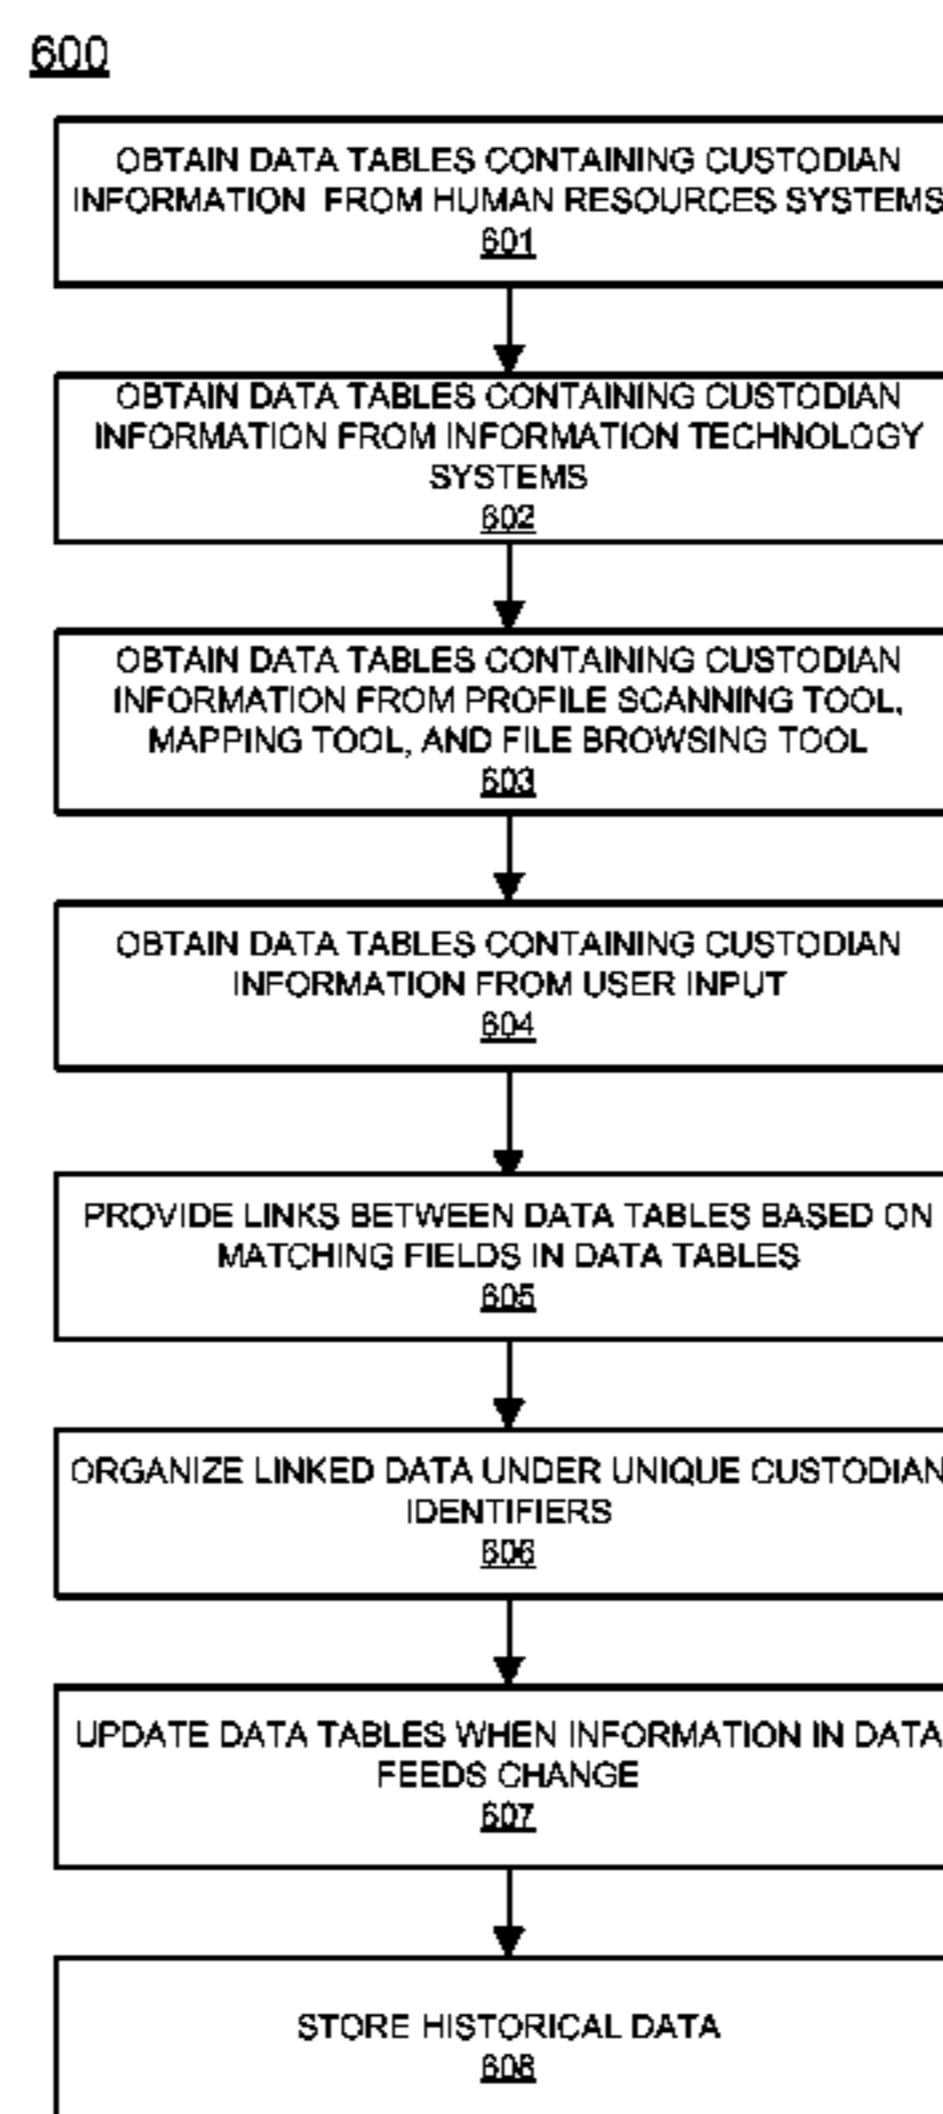 600
OBTAIN DATA TABLES CONTAINING CUSTODIAN
INFORMATION FROM HUMAN RESOURCES SYSTEMS
601
OBTAIN DATA TABLES CONTAINING CUSTODIAN
INFORMATION FROM INFORMATION TECHNOLOGY
SYSTEMS
602
OBTAIN DATA TABLES CONTAINING CUSTODIAN
INFORMATION FROM PROFILE SCANNING TOOL,
MAPPING TOOL, AND FILE BROWSING TOOL
603
OBTAIN DATA TABLES CONTAINING CUSTODIAN
INFORMATION FROM USER INPUT
604
PROVIDE LINKS BETWEEN DATA TABLES BASED ON
MATCHING FIELDS IN DATA TABLES
605
ORGANIZE LINKED DATA UNDER UNIQUE CUSTODIAN
IDENTIFIERS
606
UPDATE DATA TABLES WHEN INFORMATION IN DATA
FEEDS CHANGE
607
STORE HISTORICAL DATA
608